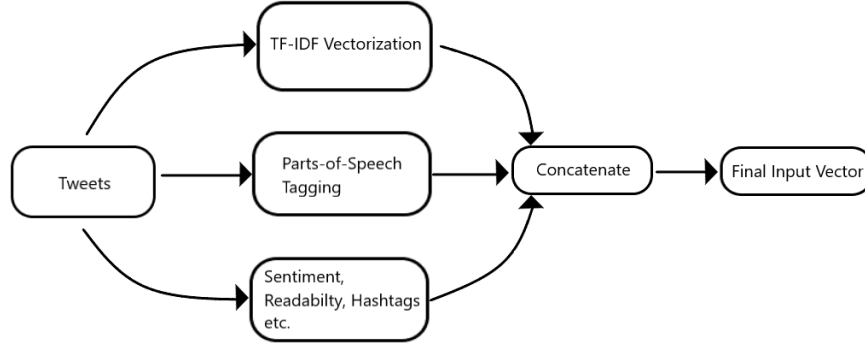 TF-IDF Vectorization
Tweets
Parts-of-Speech
Tagging
Sentiment,
Readabilty, Hashtags
etc.
Concatenate
Final Input Vector